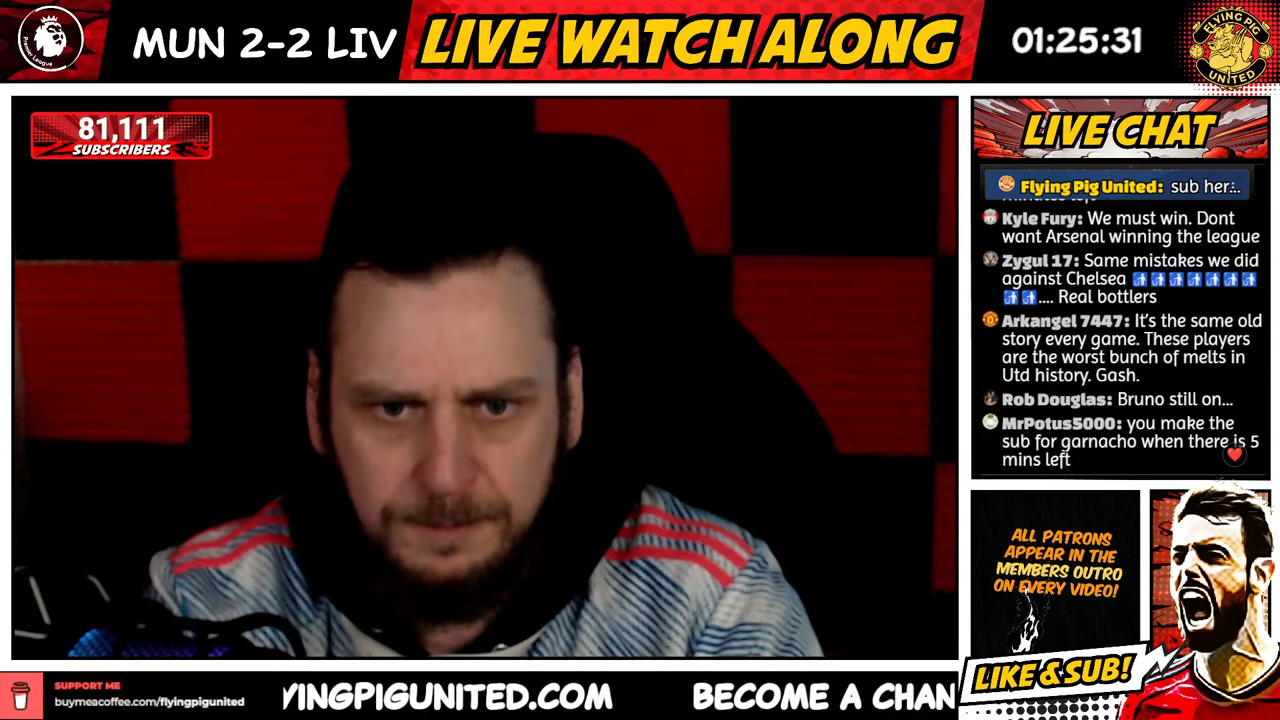 Premier League
MUN 2-2 LIV
LIVE WATCH ALONG
01:25:31
FLYING PIG
UNITED
81,111
SUBSCRIBERS
LIVE CHAT
Flying Pig United: sub her...
Kyle Fury: We must win. Dont
want Arsenal winning the league
Zygul 17: Same mistakes we did
against Chelsea
.... Real bottlers
Arkangel 7447: It's the same old
story every game. These players
are the worst bunch of melts in
Utd history. Gash.
Rob Douglas: Bruno still on...
MrPotus5000: you make the
sub for garnacho when there is 5
mins left
ALL PATRONS
APPEAR IN THE
MEMBERS OUTRO
ON EVERY VIDEO!
LIKE & SUB!
SUPPORT ME
buymeacoffee.com/flyingpigunited
YINGPIGUNITED.COM
BECOME A CHAN